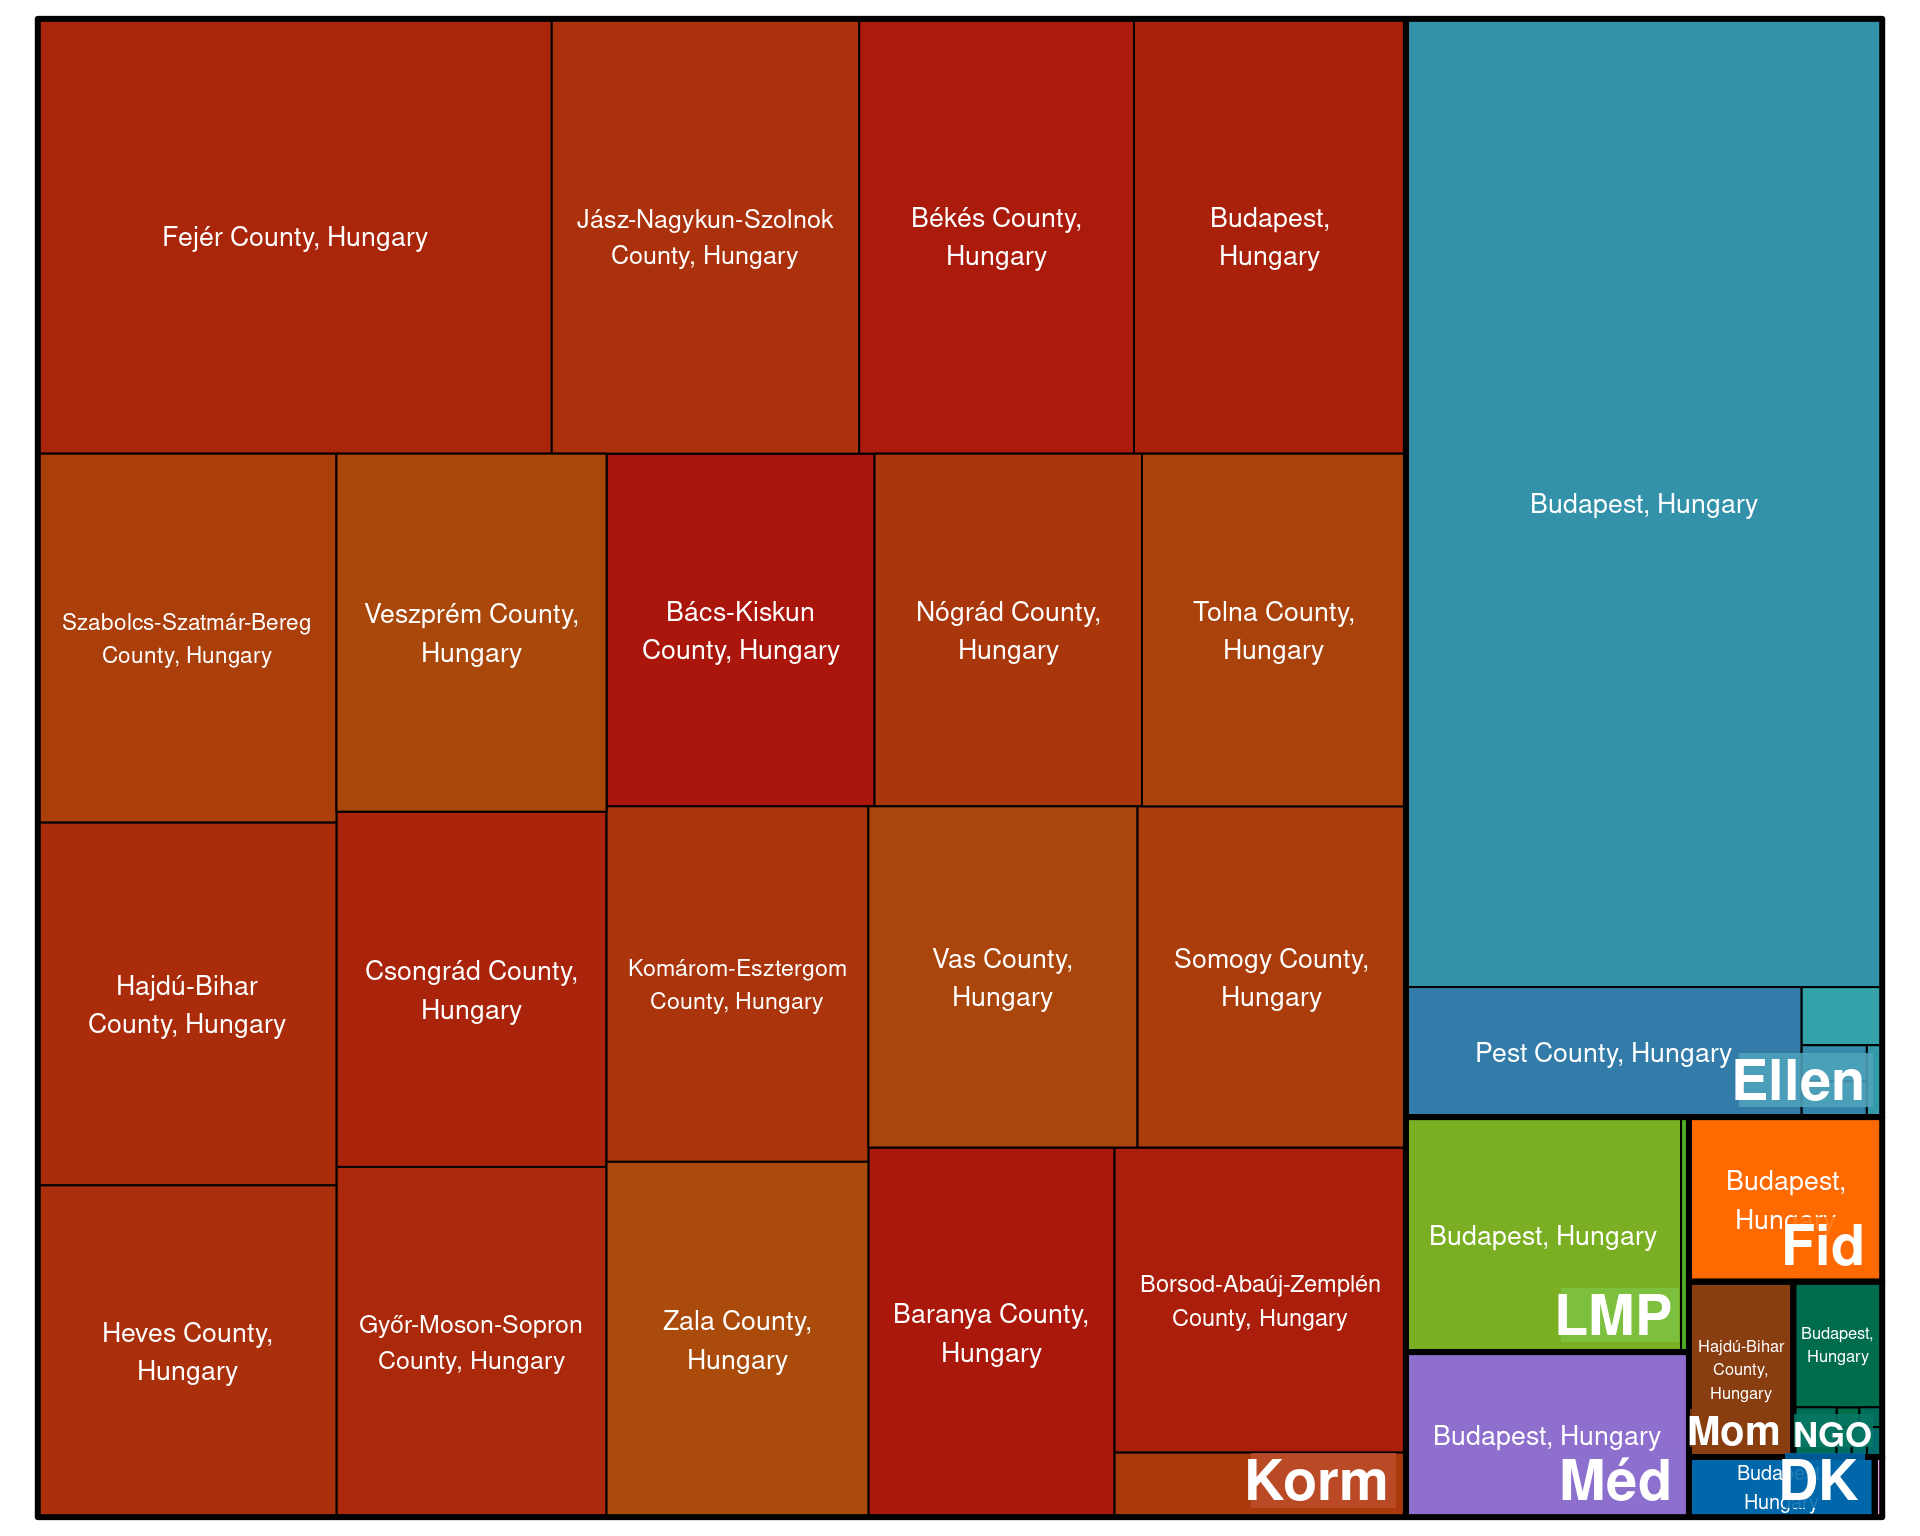 Fejér County, Hungary
Jász-Nagykun-Szolnok
County, Hungary
Békés County,
Hungary
Budapest,
Hungary
Szabolcs-Szatmár-Bereg
County, Hungary
Veszprém County,
Hungary
Bács-Kiskun
County, Hungary
Nógrád County,
Hungary
Tolna County,
Hungary
Hajdú-Bihar
County, Hungary
Csongrád County,
Hungary
Komárom-Esztergom
County, Hungary
Vas County,
Hungary
Somogy County,
Hungary
Heves County,
Hungary
Győr-Moson-Sopron
County, Hungary
Zala County,
Hungary
Baranya County,
Hungary
Borsod-Abaúj-Zemplén
County, Hungary
Korm
Budapest, Hungary
Pest County, Hungary
Ellen
Budapest, Hungary
LMP
Budapest,
Hungary
Fid
Budapest, Hungary
Méd
Hajdú-Bihar
County,
Hungary
Mom
Budapest,
Hungary
NGO
Budapest,
Hungary
DK